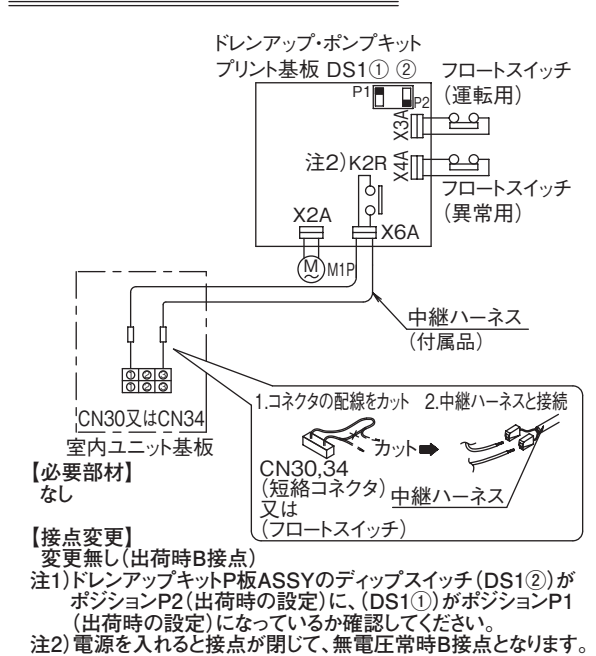 ドレンアップ・ポンプキット
プリント基板 DS1① ②
フロートスイッチ
(運転用)
P1
P2
X3A
注2)K2R
X4A
フロートスイッチ
(異常用)
X2A
X6A
M
M1P
中継ハーネス
(付属品)
① ② ③
① ② ③
CN30又はCN34
室内ユニット基板
1.コネクタの配線をカット 2.中継ハーネスと接続
カット
CN30,34
(短絡コネクタ)
又は
(フロートスイッチ)
中継ハーネス
【必要部材】
なし
【接点変更】
変更無し(出荷時B接点)
注1)ドレンアップキットP板ASSYのディップスイッチ(DS1②)が
ポジションP2(出荷時の設定)に、(DS1①)がポジションP1
(出荷時の設定)になっているか確認してください。
注2)電源を入れると接点が閉じて、無電圧常時B接点となります。